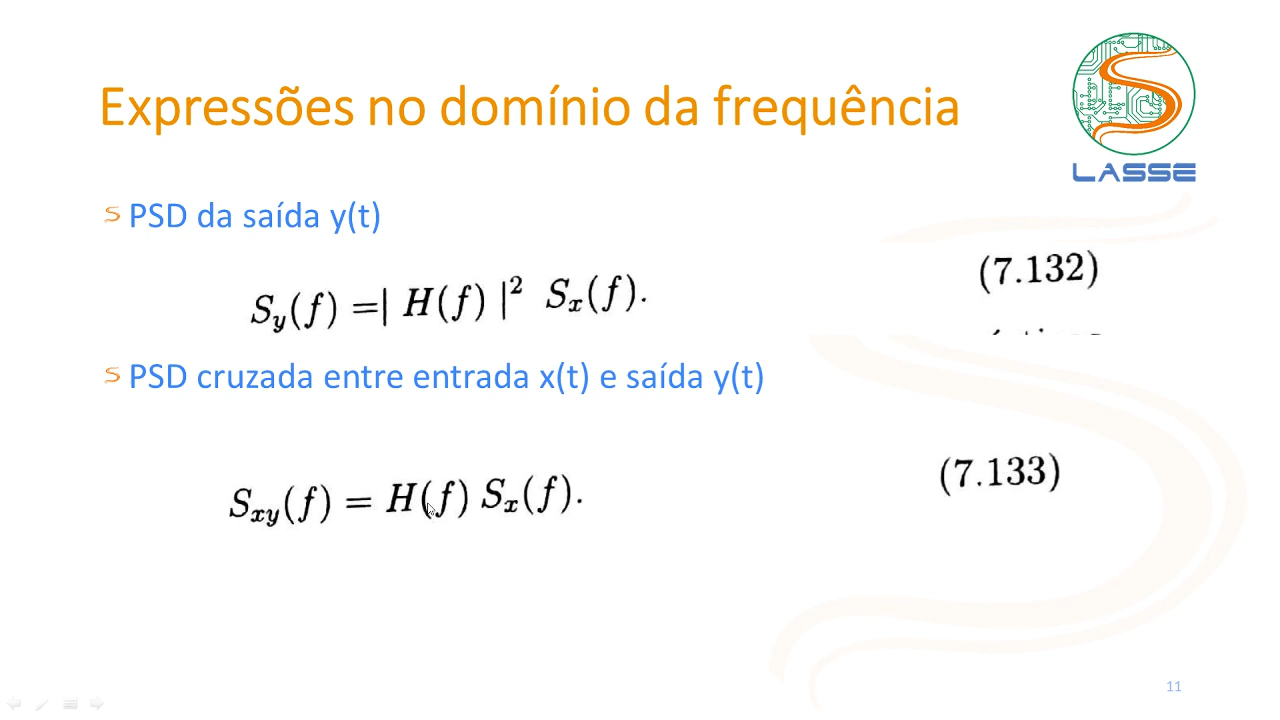 Expressões no domínio da frequência
LASSE
PSD da saída y(t)
S_y(f) =| H(f) |² S_x(f).
(7.132)
PSD cruzada entre entrada x(t) e saída y(t)
S_xy(f) = H(f) S_x(f).
(7.133)
11